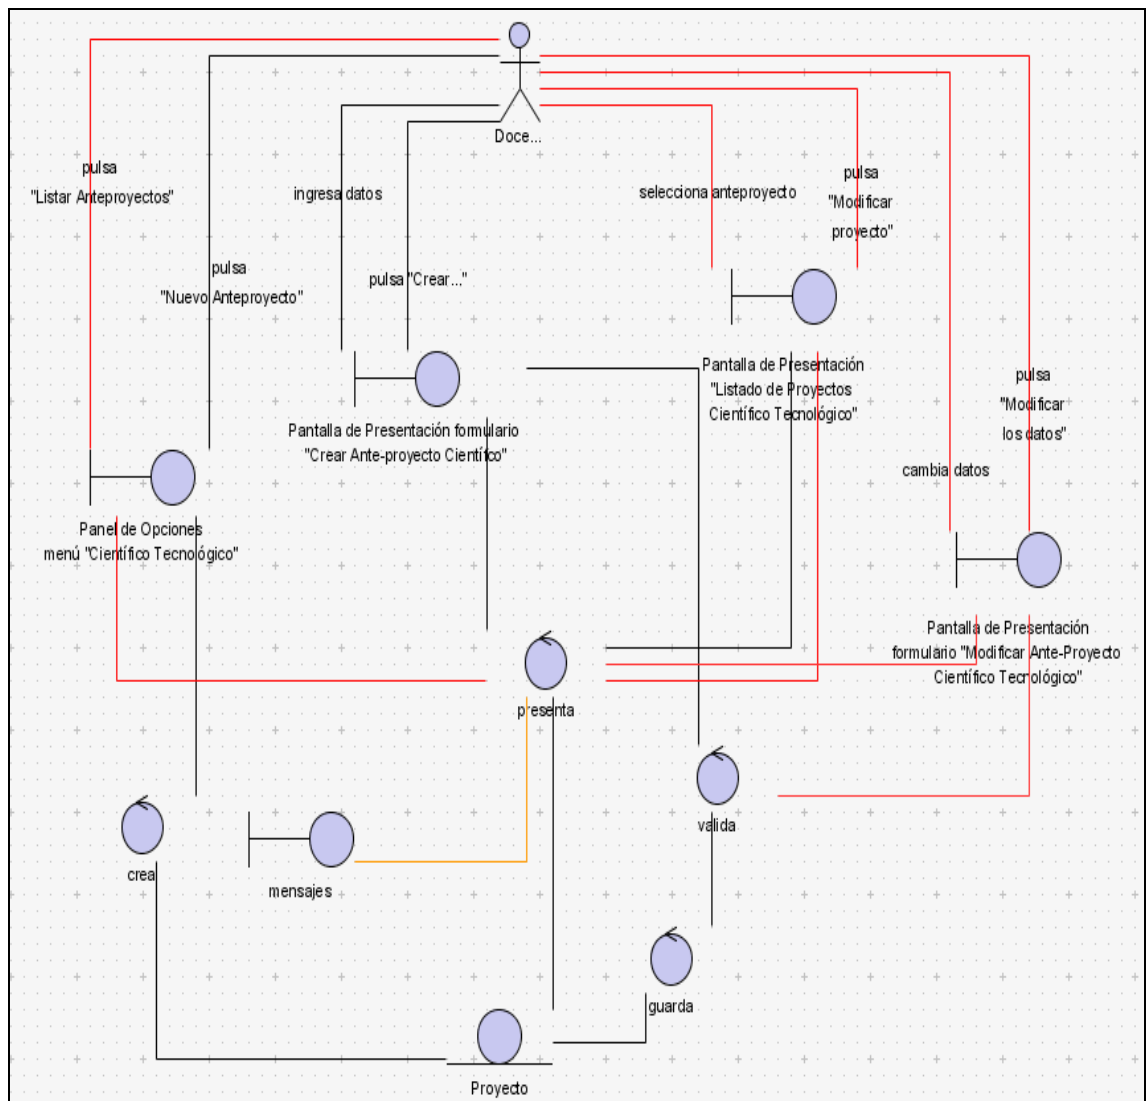 Doce...
pulsa
"Listar Anteproyectos"
ingresa datos
selecciona anteproyecto
pulsa
"Modificar
proyecto"
pulsa
"Nuevo Anteproyecto"
pulsa "Crear..."
Pantalla de Presentación
"Listado de Proyectos
Científico Tecnológico"
pulsa
"Modificar
los datos"
Pantalla de Presentación formulario
"Crear Ante-proyecto Científco"
cambia datos
Panel de Opciones
menú "Científico Tecnológico"
Pantalla de Presentación
formulario "Modificar Ante-Proyecto
Científico Tecnológico"
presenta
valida
crea
mensajes
guarda
Proyecto